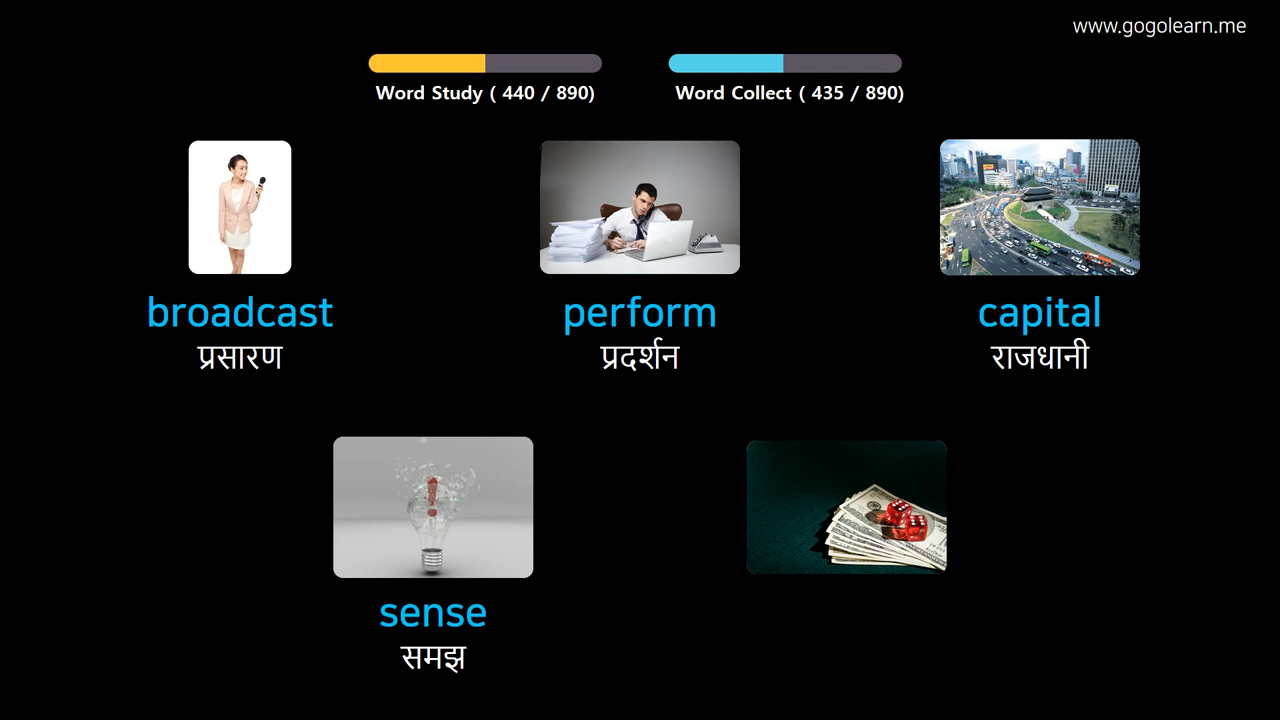 www.gogolearn.me
Word Study ( 440 / 890)
Word Collect ( 435 / 890)
broadcast
प्रसारण
perform
प्रदर्शन
capital
राजधानी
sense
समझ